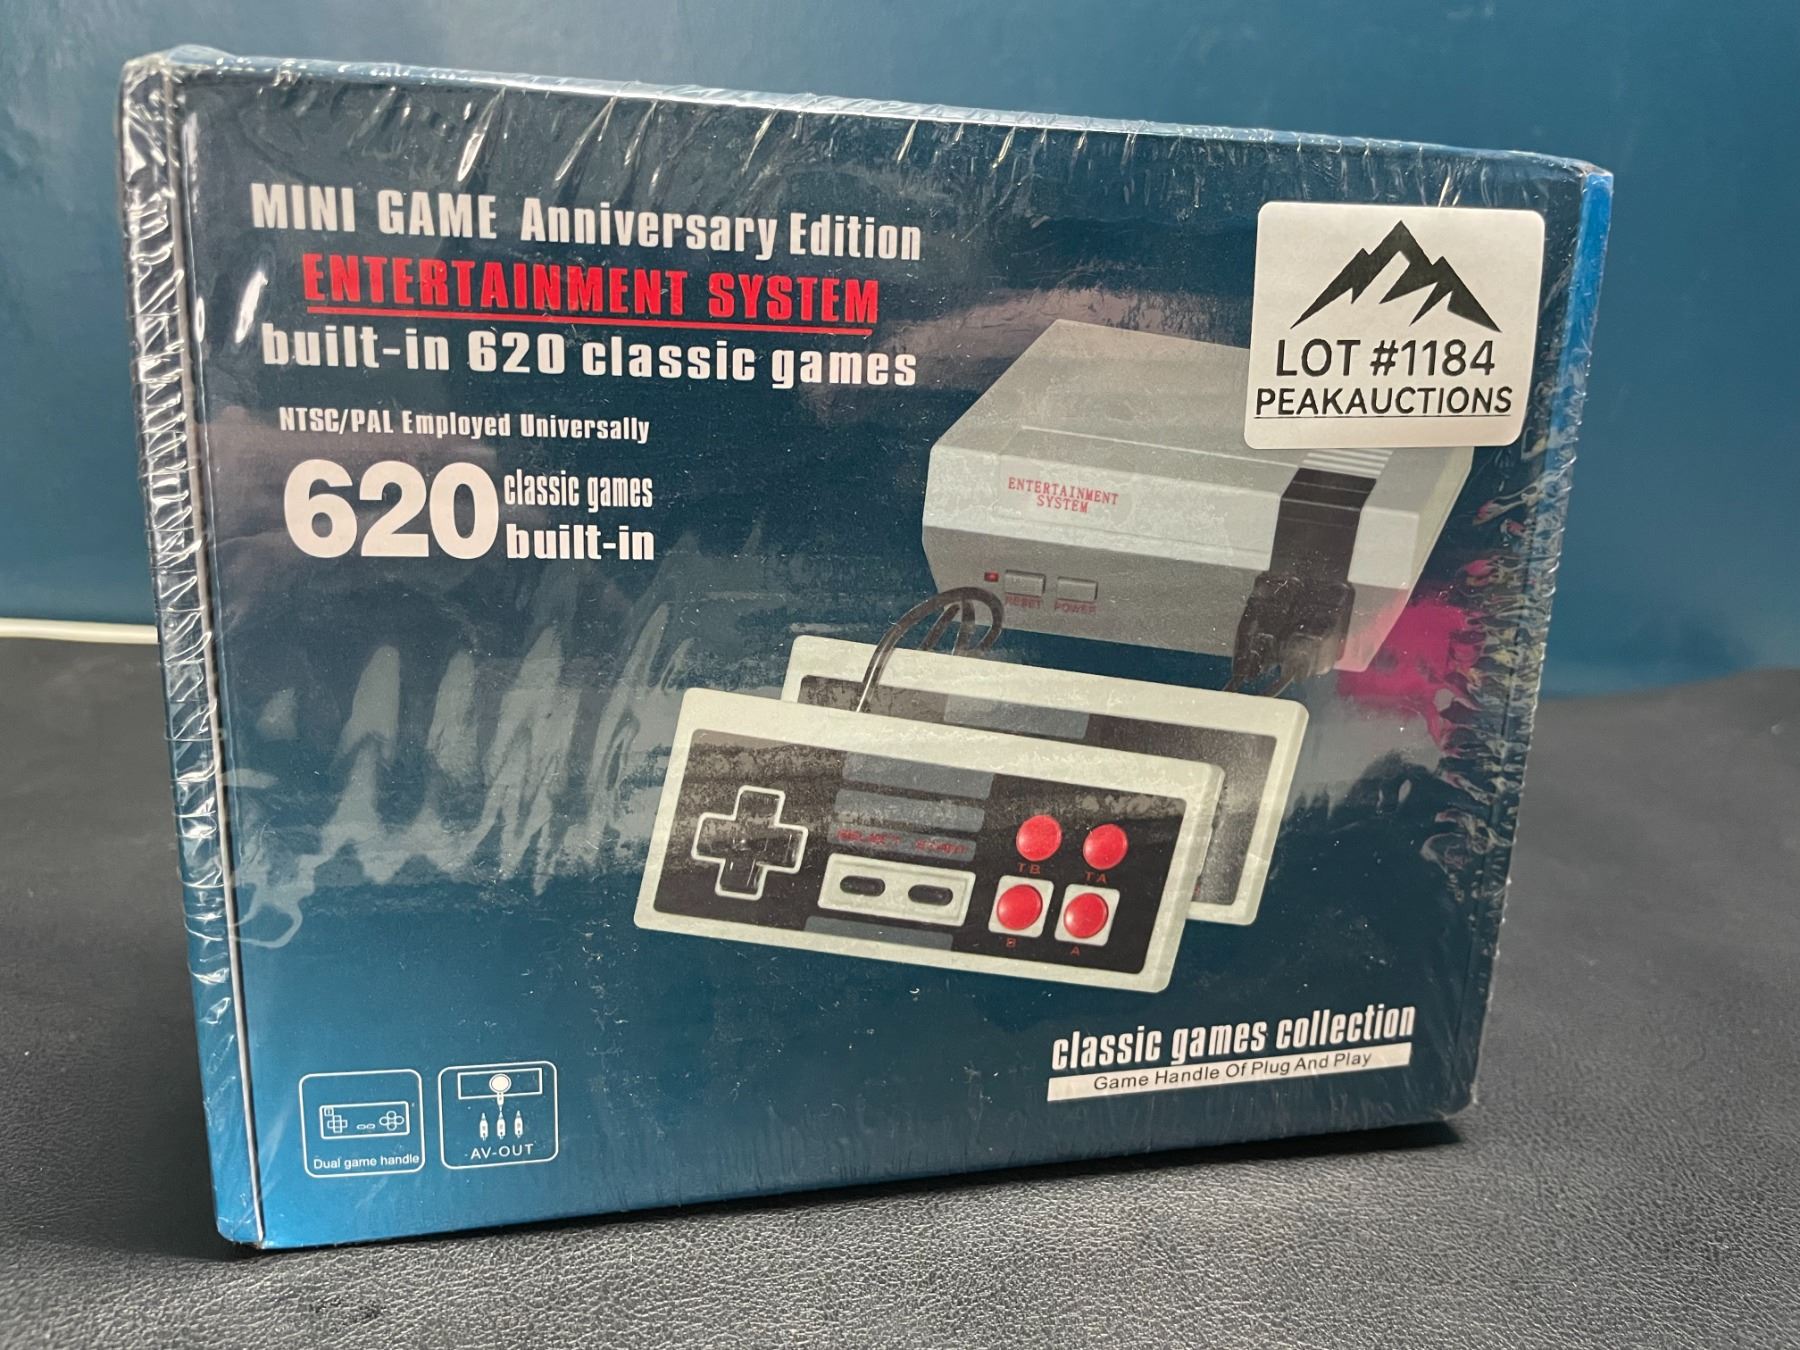 MINI GAME Anniversary Edition
ENTERTAINMENT SYSTEM
built-in 620 classic games
NTSC/PAL Employed Universally
620 classic games
built-in
LOT #1184
PEAKAUCTIONS
ENTERTAINMENT
SYSTEM
RESET POWER
SELECT START
TB TA
B A
classic games collection
Game Handle Of Plug And Play
Dual game handle
AV-OUT